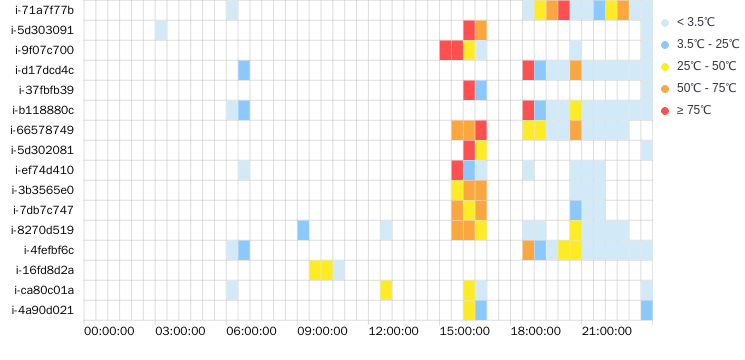 i-71a7f77b
i-5d303091
i-9f07c700
i-d17dcd4c
i-37fbfb39
i-b118880c
i-66578749
i-5d302081
i-ef74d410
i-3b3565e0
i-7db7c747
i-8270d519
i-4fefbf6c
i-16fd8d2a
i-ca80c01a
i-4a90d021
00:00:00 03:00:00 06:00:00 09:00:00 12:00:00 15:00:00 18:00:00 21:00:00
< 3.5℃
3.5℃ - 25℃
25℃ - 50℃
50℃ - 75℃
≥ 75℃